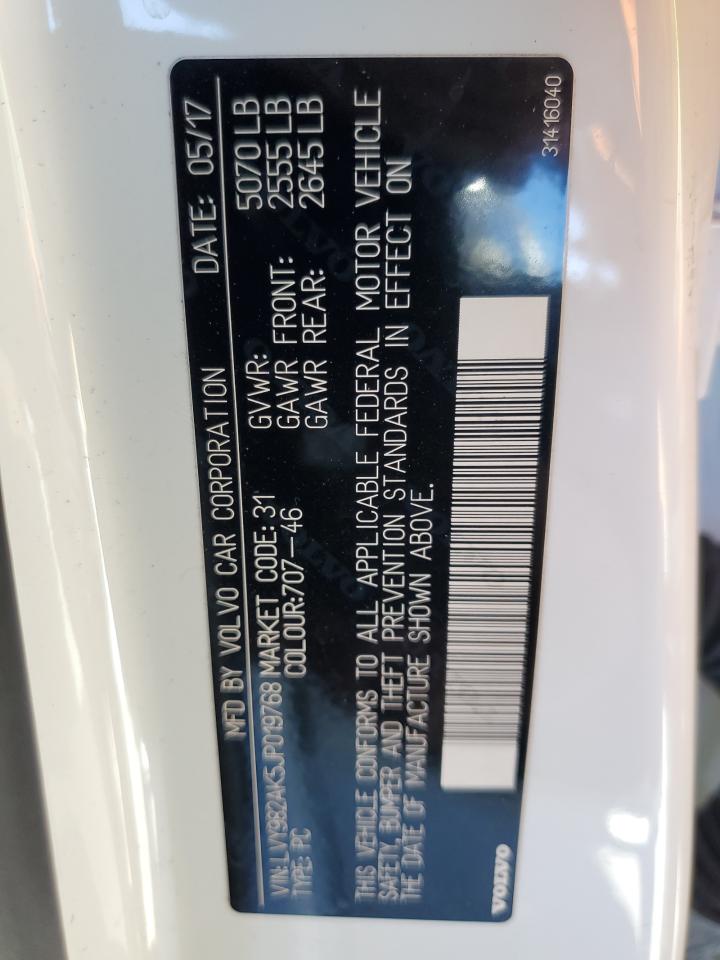 MFD BY VOLVO CAR CORPORATION DATE: 05/17
VIN: LVY982AK5JP019768 MARKET CODE: 31 GVWR: 5070 LB
TYPE: PC COLOUR:707-46 GAWR FRONT: 2555 LB
GAWR REAR: 2645 LB
THIS VEHICLE CONFORMS TO ALL APPLICABLE FEDERAL MOTOR VEHICLE
SAFETY, BUMPER AND THEFT PREVENTION STANDARDS IN EFFECT ON
THE DATE OF MANUFACTURE SHOWN ABOVE.
VOLVO 31416040